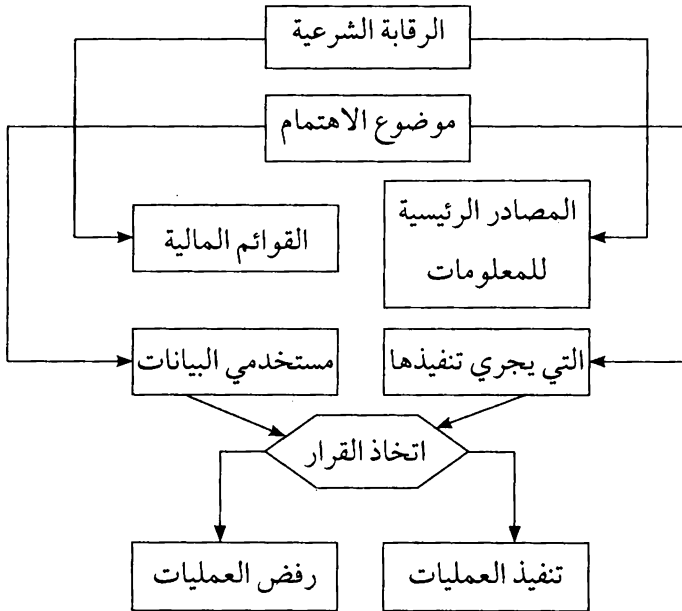 الرقابة الشرعية
موضوع الاهتمام
المصادر الرئيسية
للمعلومات
القوائم المالية
التي يجري تنفيذها
مستخدمي البيانات
اتخاذ القرار
تنفيذ العمليات
رفض العمليات